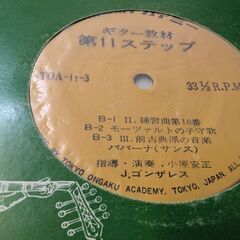 ギター教材
第11ステップ
TOA-11-3
33⅓ R.P.M
B-1 II. 練習曲第16番
B-2 モーツァルトの子守歌
B-3 III. 前古典派の音楽
パバーナ(サンス)
指導・演奏、小原安正
J.ゴンザレス
TOKYO ONGAKU ACADEMY, TOKYO, JAPAN. ALL